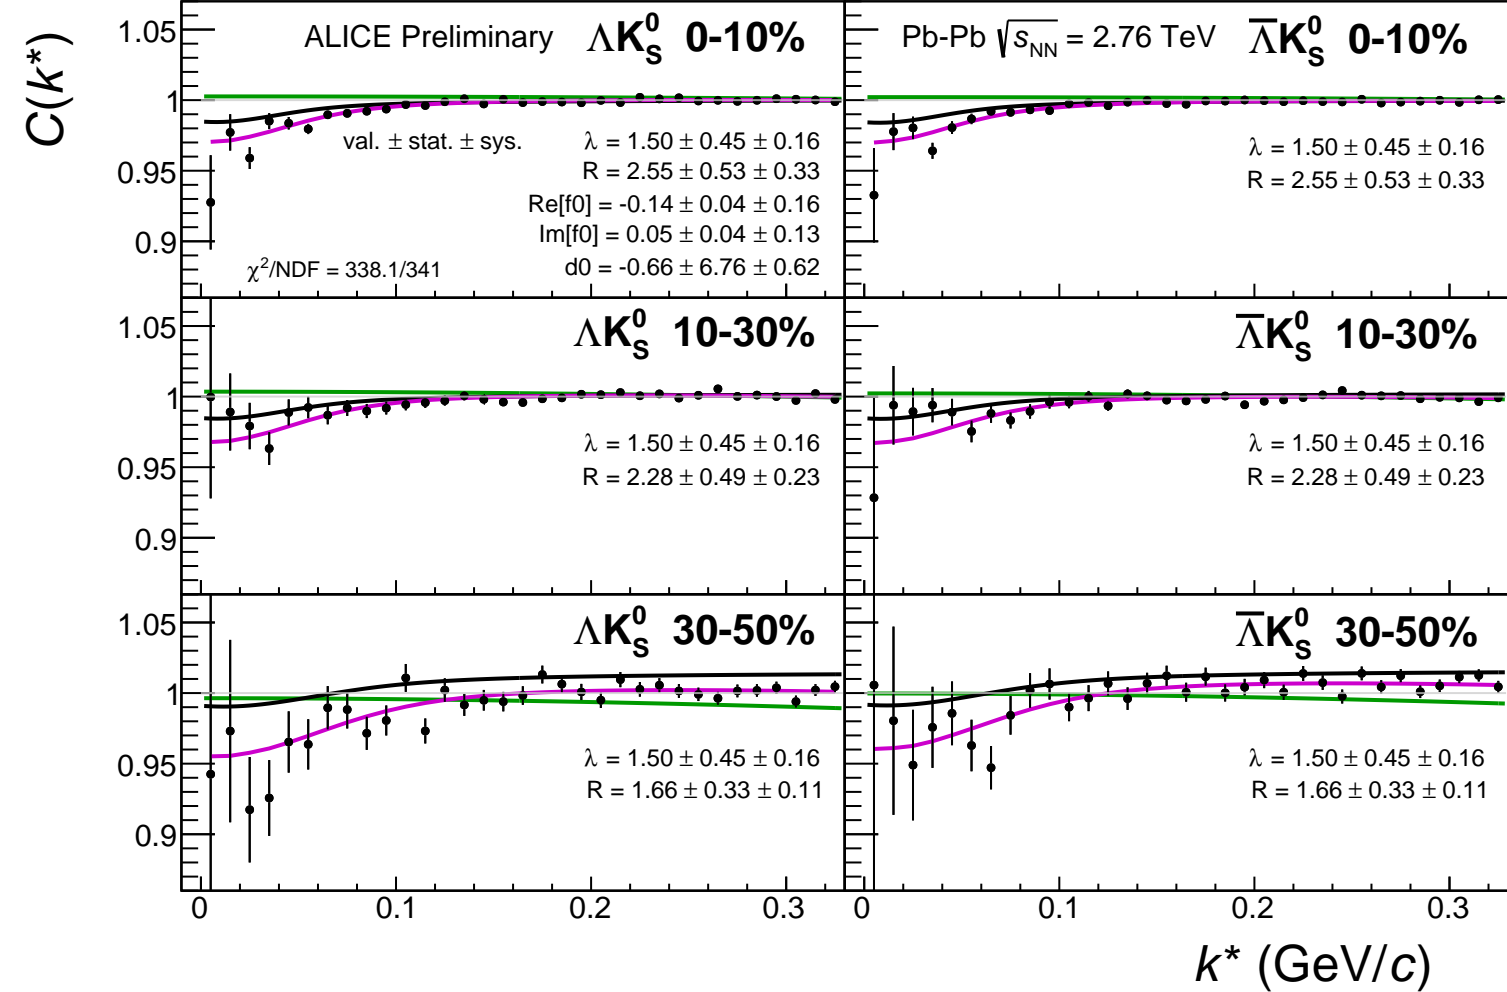 C(k*)
ALICE Preliminary ΛK⁰S 0-10%
1.05
1
0.95
0.9
val. ± stat. ± sys.
λ = 1.50 ± 0.45 ± 0.16
R = 2.55 ± 0.53 ± 0.33
Re[f0] = -0.14 ± 0.04 ± 0.16
Im[f0] = 0.05 ± 0.04 ± 0.13
d0 = -0.66 ± 6.76 ± 0.62
χ²/NDF = 338.1/341
Pb-Pb √sNN = 2.76 TeV Λ̅K⁰S 0-10%
λ = 1.50 ± 0.45 ± 0.16
R = 2.55 ± 0.53 ± 0.33
ΛK⁰S 10-30%
1.05
1
0.95
0.9
λ = 1.50 ± 0.45 ± 0.16
R = 2.28 ± 0.49 ± 0.23
Λ̅K⁰S 10-30%
λ = 1.50 ± 0.45 ± 0.16
R = 2.28 ± 0.49 ± 0.23
ΛK⁰S 30-50%
1.05
1
0.95
0.9
λ = 1.50 ± 0.45 ± 0.16
R = 1.66 ± 0.33 ± 0.11
Λ̅K⁰S 30-50%
λ = 1.50 ± 0.45 ± 0.16
R = 1.66 ± 0.33 ± 0.11
0 0.1 0.2 0.3
0 0.1 0.2 0.3
k* (GeV/c)